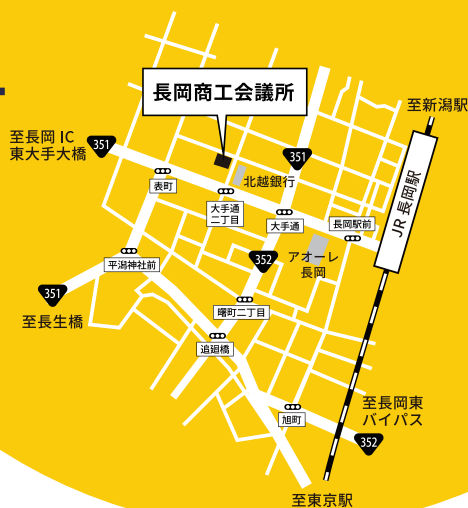 長岡商工会議所
至新潟駅
至長岡 IC
東大手大橋
351
351
JR 長岡駅
北越銀行
表町
大手通
二丁目
大手通
長岡駅前
アオーレ
長岡
平潟神社前
352
351
至長生橋
曙町二丁目
追廻橋
至長岡東
バイパス
旭町
352
至東京駅